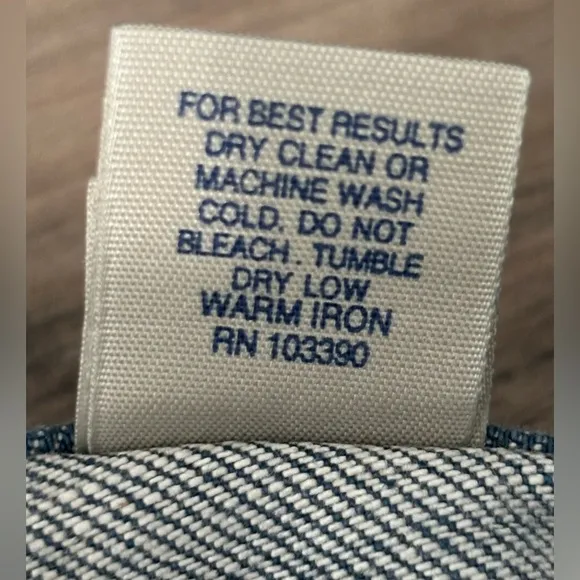 FOR BEST RESULTS
DRY CLEAN OR
MACHINE WASH
COLD. DO NOT
BLEACH. TUMBLE
DRY LOW
WARM IRON
RN 103390